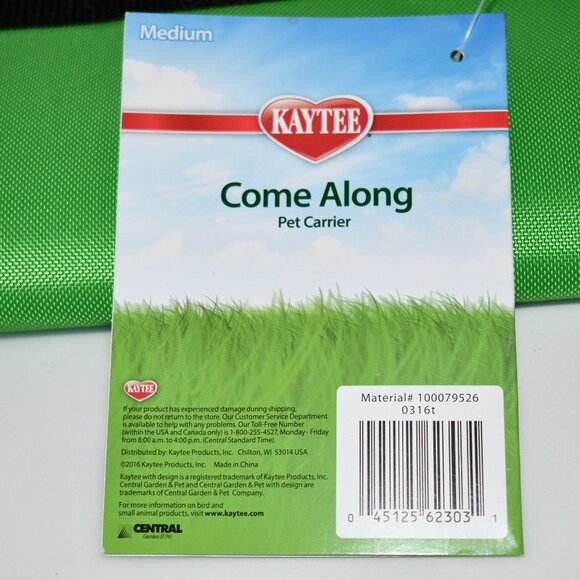 Medium
KAYTEE
Come Along
Pet Carrier
KAYTEE
If your product has experienced damage during shipping,
please do not return to the store. Our Customer Service Department
is available to help with any problems. Our Toll-Free Number
(within the USA and Canada only) is 1-800-255-4527, Monday - Friday
from 8:00 a.m. to 4:00 p.m. (Central Standard Time).
Distributed by: Kaytee Products, Inc. Chilton, WI 53014 USA
©2016 Kaytee Products, Inc. Made in China
Kaytee with design is a registered trademark of Kaytee Products, Inc.
Central Garden & Pet and Central Garden & Pet with design are
trademarks of Central Garden & Pet Company.
For more information on bird and
small animal products, visit www.kaytee.com
CENTRAL
Garden & Pet
Material# 100079526
0316t
0 45125 62303 1